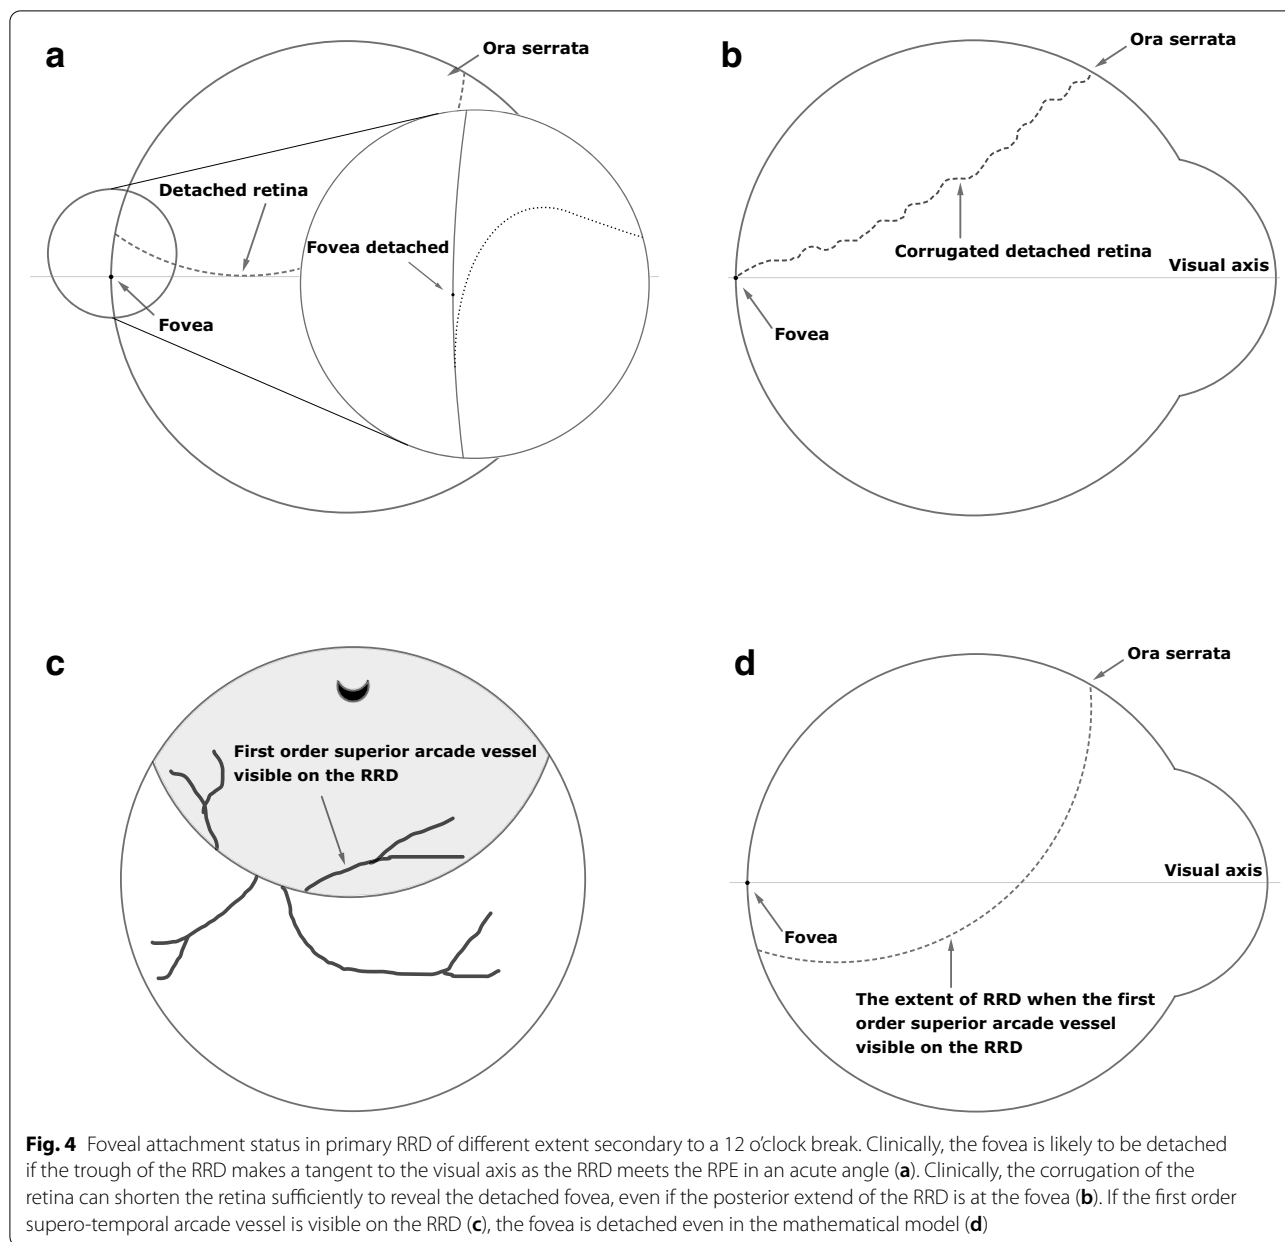 a
Ora serrata
Detached retina
Fovea detached
Fovea
b
Ora serrata
Corrugated detached retina
Visual axis
Fovea
c
First order superior arcade vessel
visible on the RRD
d
Ora serrata
Visual axis
Fovea
The extent of RRD when the first
order superior arcade vessel
visible on the RRD
Fig. 4 Foveal attachment status in primary RRD of different extent secondary to a 12 o’clock break. Clinically, the fovea is likely to be detached
if the trough of the RRD makes a tangent to the visual axis as the RRD meets the RPE in an acute angle (a). Clinically, the corrugation of the
retina can shorten the retina sufficiently to reveal the detached fovea, even if the posterior extend of the RRD is at the fovea (b). If the first order
supero-temporal arcade vessel is visible on the RRD (c), the fovea is detached even in the mathematical model (d)